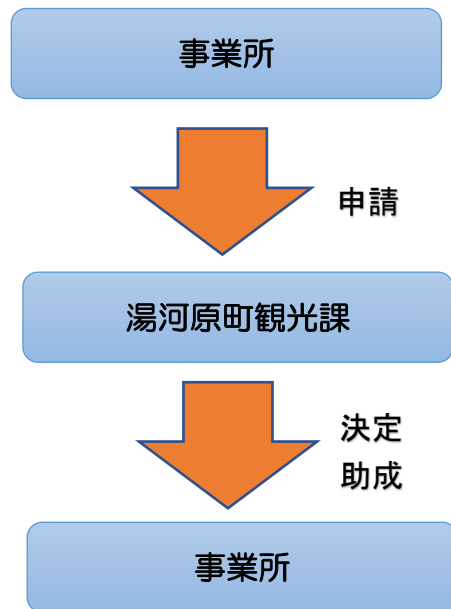 事業所
申請
湯河原町観光課
決定
助成
事業所